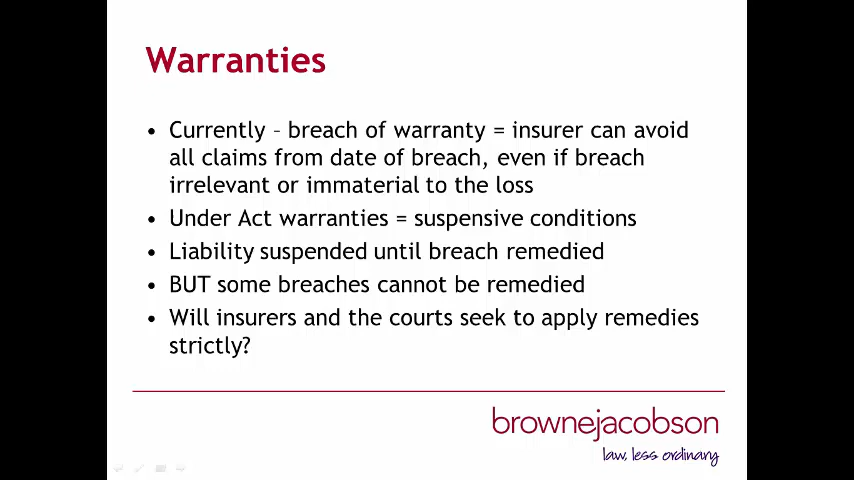 Warranties
• Currently – breach of warranty = insurer can avoid
all claims from date of breach, even if breach
irrelevant or immaterial to the loss
• Under Act warranties = suspensive conditions
• Liability suspended until breach remedied
• BUT some breaches cannot be remedied
• Will insurers and the courts seek to apply remedies
strictly?
brownejacobson
law, less ordinary